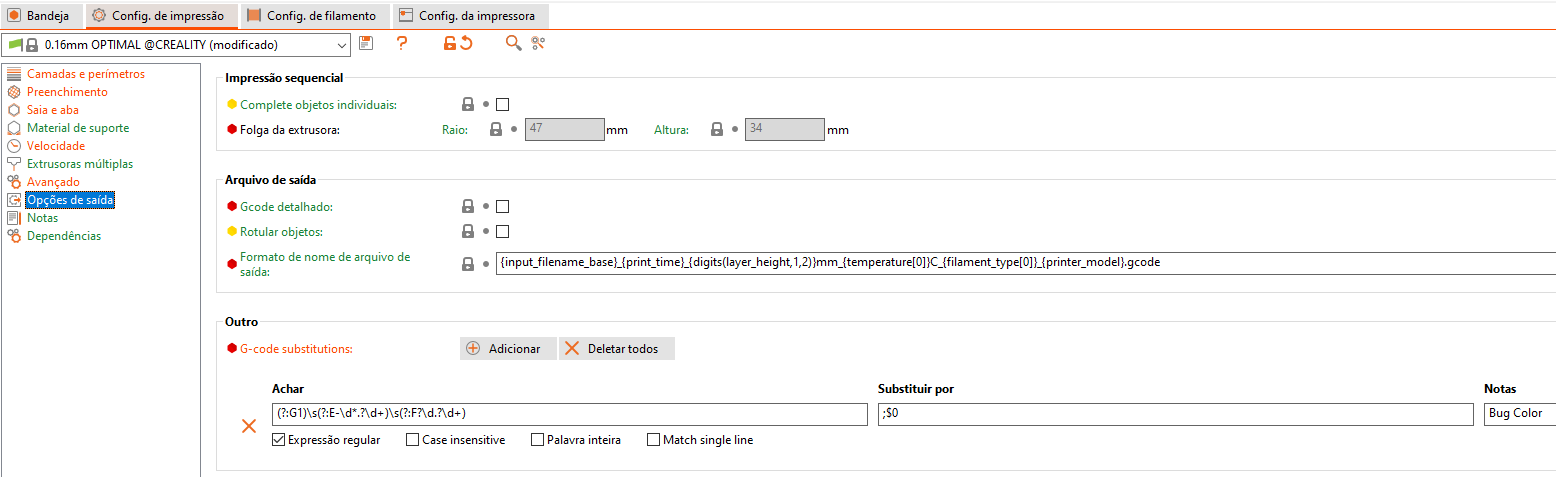 Bandeja Config. de impressão Config. de filamento Config. da impressora
0.16mm OPTIMAL @CREALITY (modificado)
Camadas e perímetros
Preenchimento
Saia e aba
Material de suporte
Velocidade
Extrusoras múltiplas
Avançado
Opções de saída
Notas
Dependências
Impressão sequencial
Complete objetos individuais:
Folga da extrusora: Raio: 47 mm Altura: 34 mm
Arquivo de saída
Gcode detalhado:
Rotular objetos:
Formato de nome de arquivo de
saída:
{input_filename_base}_{print_time}_{digits(layer_height,1,2)}mm_{temperature[0]}C_{filament_type[0]}_{printer_model}.gcode
Outro
G-code substitutions: Adicionar Deletar todos
Achar Substituir por Notas
(?:G1)\s(?:E-\d*.?\d+)\s(?:F?\d.?\d+) ;$0 Bug Color
Expressão regular Case insensitive Palavra inteira Match single line